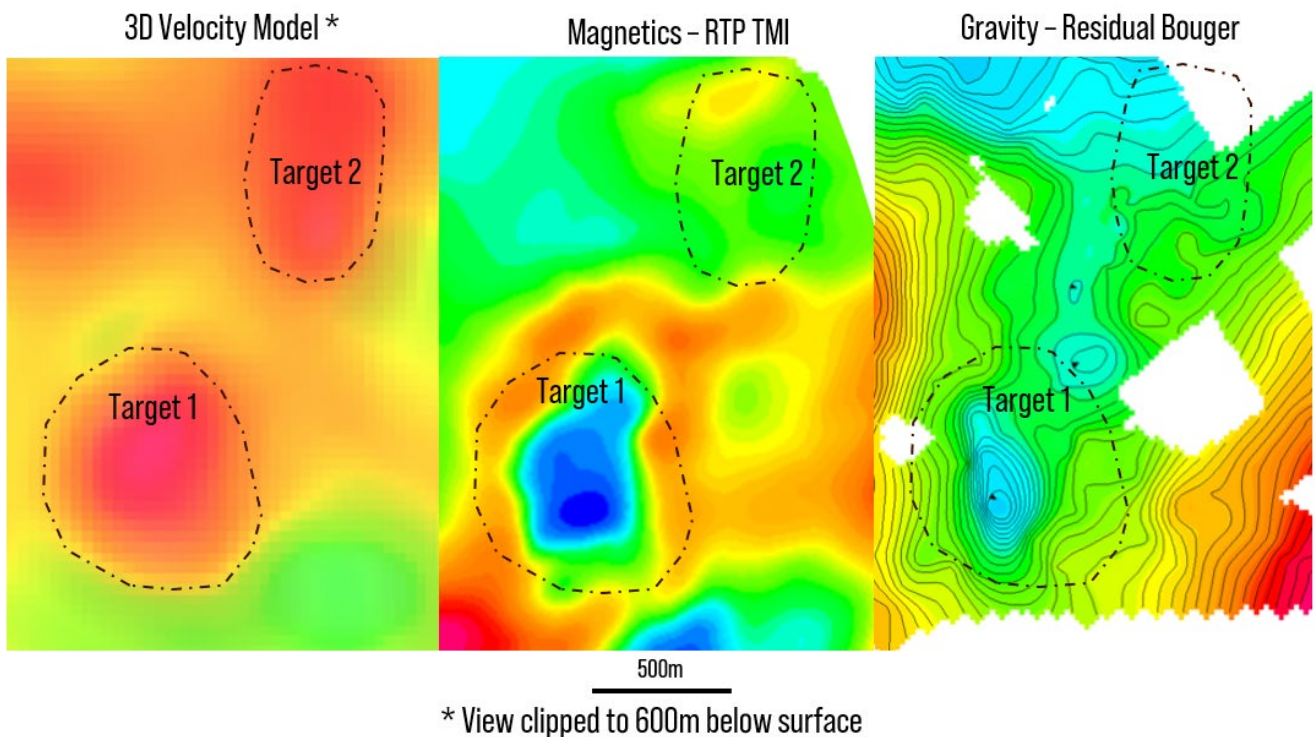 3D Velocity Model *
Magnetics – RTP TMI
Gravity – Residual Bouger
Target 2
Target 2
Target 2
Target 1
Target 1
Target 1
500m
* View clipped to 600m below surface